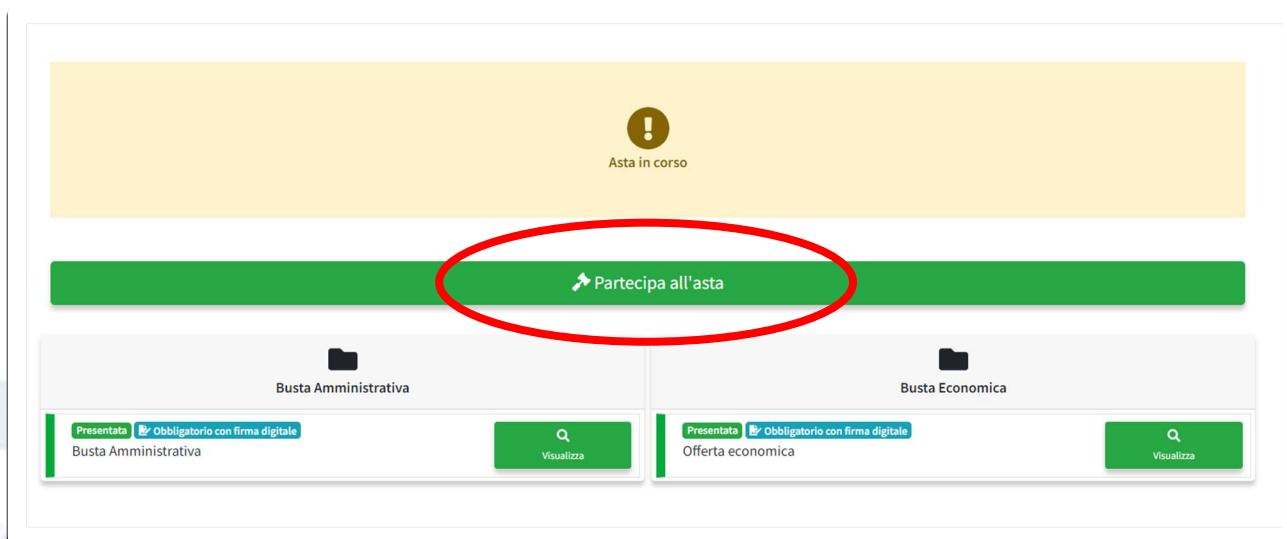 Asta in corso
Partecipa all'asta
Busta Amministrativa
Presentata Obbligatorio con firma digitale
Busta Amministrativa
Visualizza
Busta Economica
Presentata Obbligatorio con firma digitale
Offerta economica
Visualizza